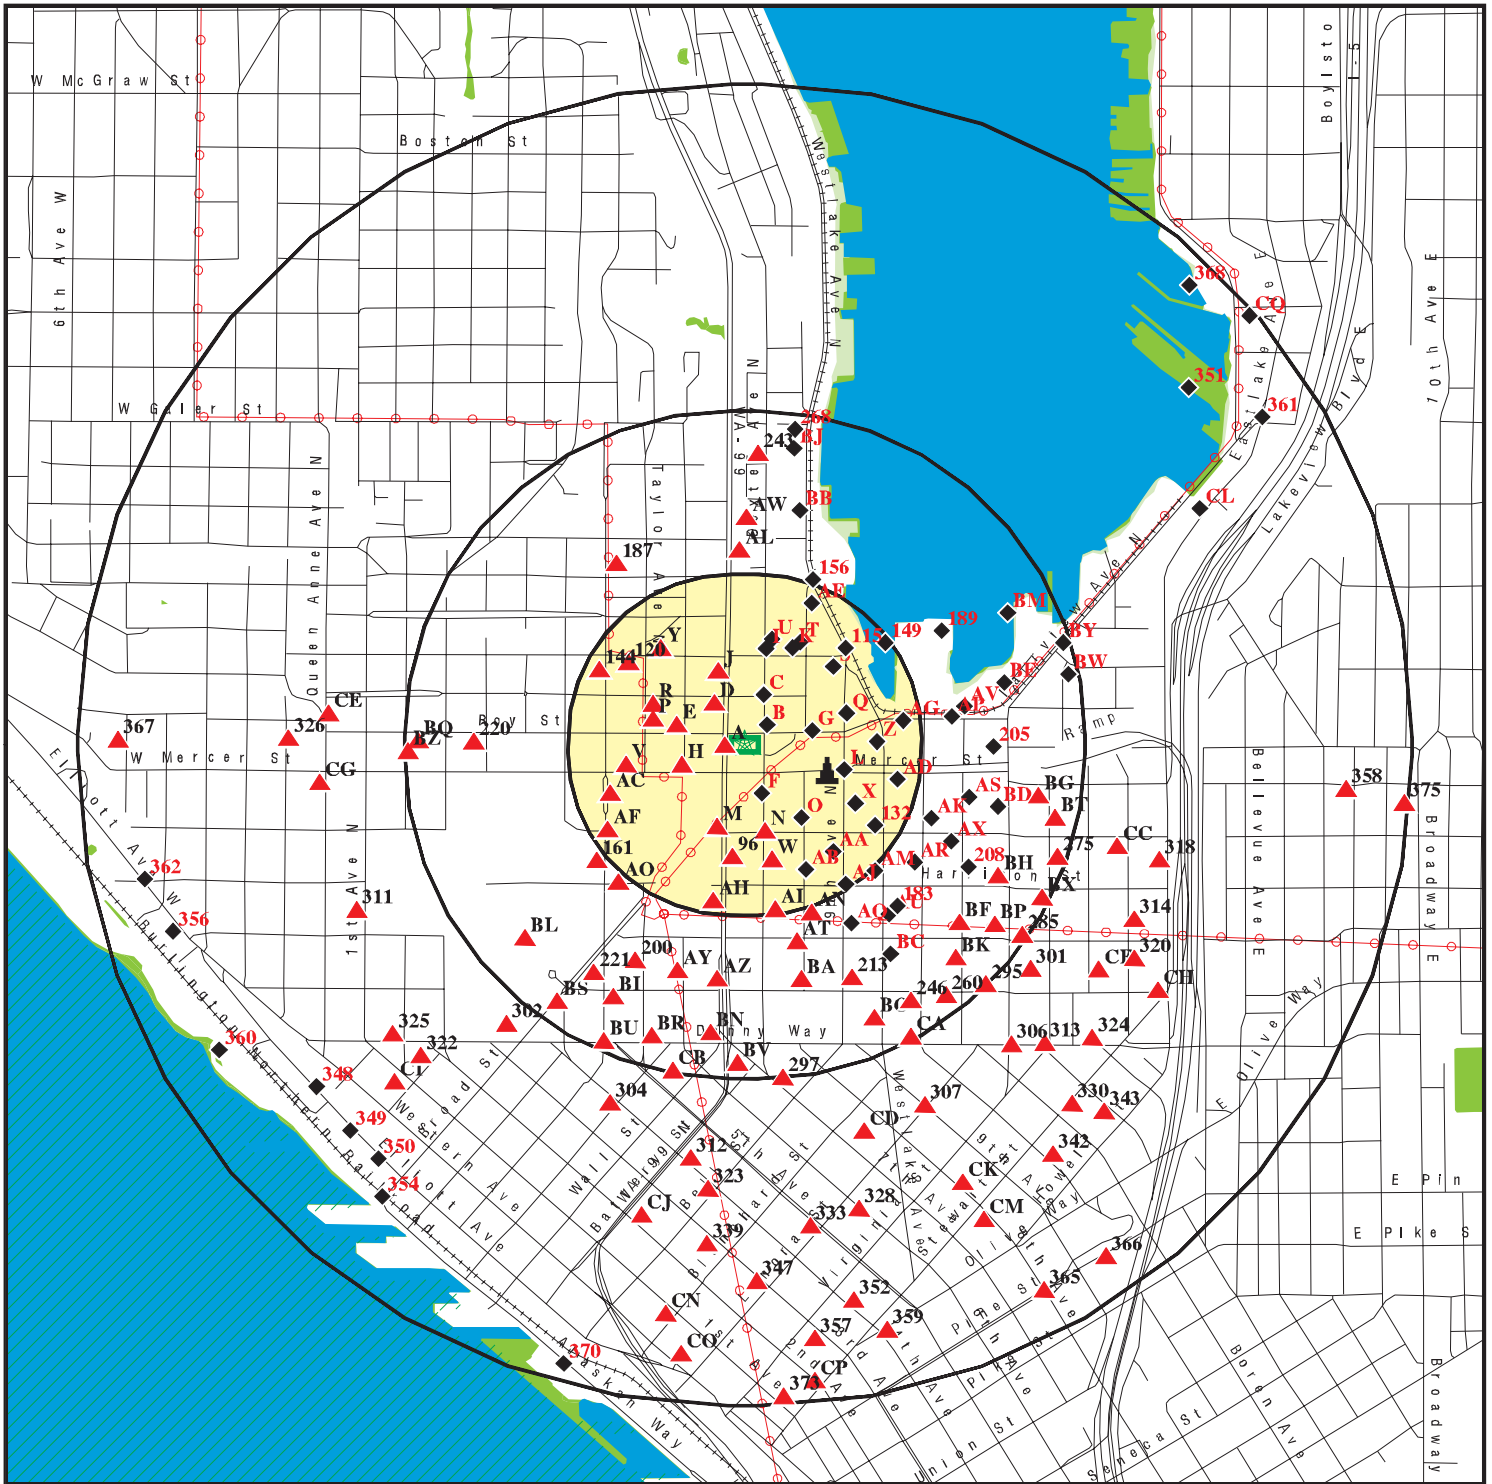 W McGraw St
Boston St
6th Ave W
Westlake Ave N
Boylsto
I-5
10th Ave E
E
368
CQ
351
361
Eastlake Ave E
Lakeview Blvd E
W Galer St
268
BJ
243
Queen Anne Ave N
Taylor Ave
BB
AW
AL
CL
187
156
AE
BM
189
BY
BW
149
115
U
T
K
Y
120
144
J
C
D
R
P
E
B
G
Q
Z
AG
AV
BE
Fairview Ave N
Ramp
CE
326
367
BQ
BZ
220
Roy St
W Mercer St
A
H
V
I
Mercer St
205
CG
AC
F
AD
X
AS
BD
BG
358
375
AF
M
N
O
132
AK
BT
AX
CC
161
96
W
AA
AB
AM
AR
208
BH
275
318
AO
AJ
Harrison St
362
Elliott Ave W
1st Ave N
311
AH
AI
AN
AQ
183
BX
Bellevue Ave E
Broadway E
356
BL
AT
BF
BP
285
314
BC
BK
221
200
AY
AZ
BA
213
295
301
CF
320
CH
BS
BI
246
260
302
BU
BR
BN
Denny Way
CA
306
313
324
E Olive Way
325
322
360
CI
348
Broad St
BV
CB
297
304
307
330
343
349
Western Ave
Elliott Ave
Wall St
312
CD
342
350
Burlington Northern Railroad
323
Westlake Ave
CK
354
CJ
328
CM
333
339
5th Ave
7th Ave
9th
Virginia St
Stewart St
Olive Way
Howell St
366
365
E Pin
E Pike S
347
352
CN
CO
357
359
Pine St
Pike St
370
1st Ave
2nd Ave
3rd Ave
4th Ave
CP
373
Alaskan Way
Union St
Seneca St
Boren Ave
Broadway